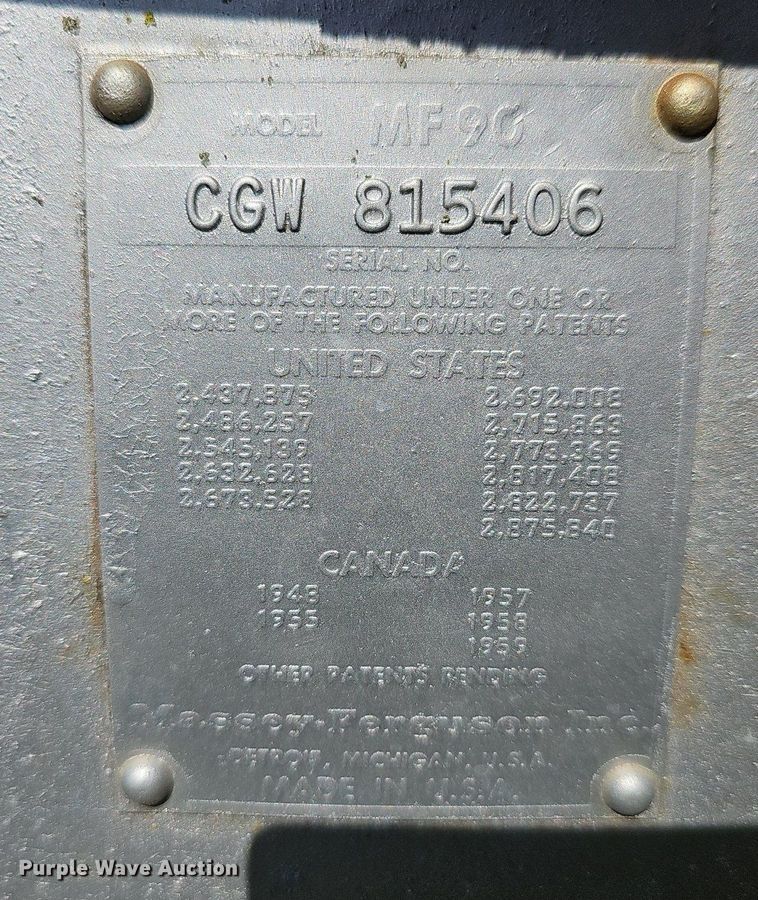 MODEL MF90
CGW 815406
SERIAL NO.
MANUFACTURED UNDER ONE OR
MORE OF THE FOLLOWING PATENTS
UNITED STATES
2,437,875 2,692,008
2,486,257 2,715,863
2,545,139 2,773,369
2,632,628 2,817,408
2,673,528 2,822,737
2,875,840
CANADA
1948 1957
1955 1958
1959
OTHER PATENTS PENDING
Massey-Ferguson Inc.
DETROIT, MICHIGAN, U.S.A.
MADE IN U.S.A.
Purple Wave Auction